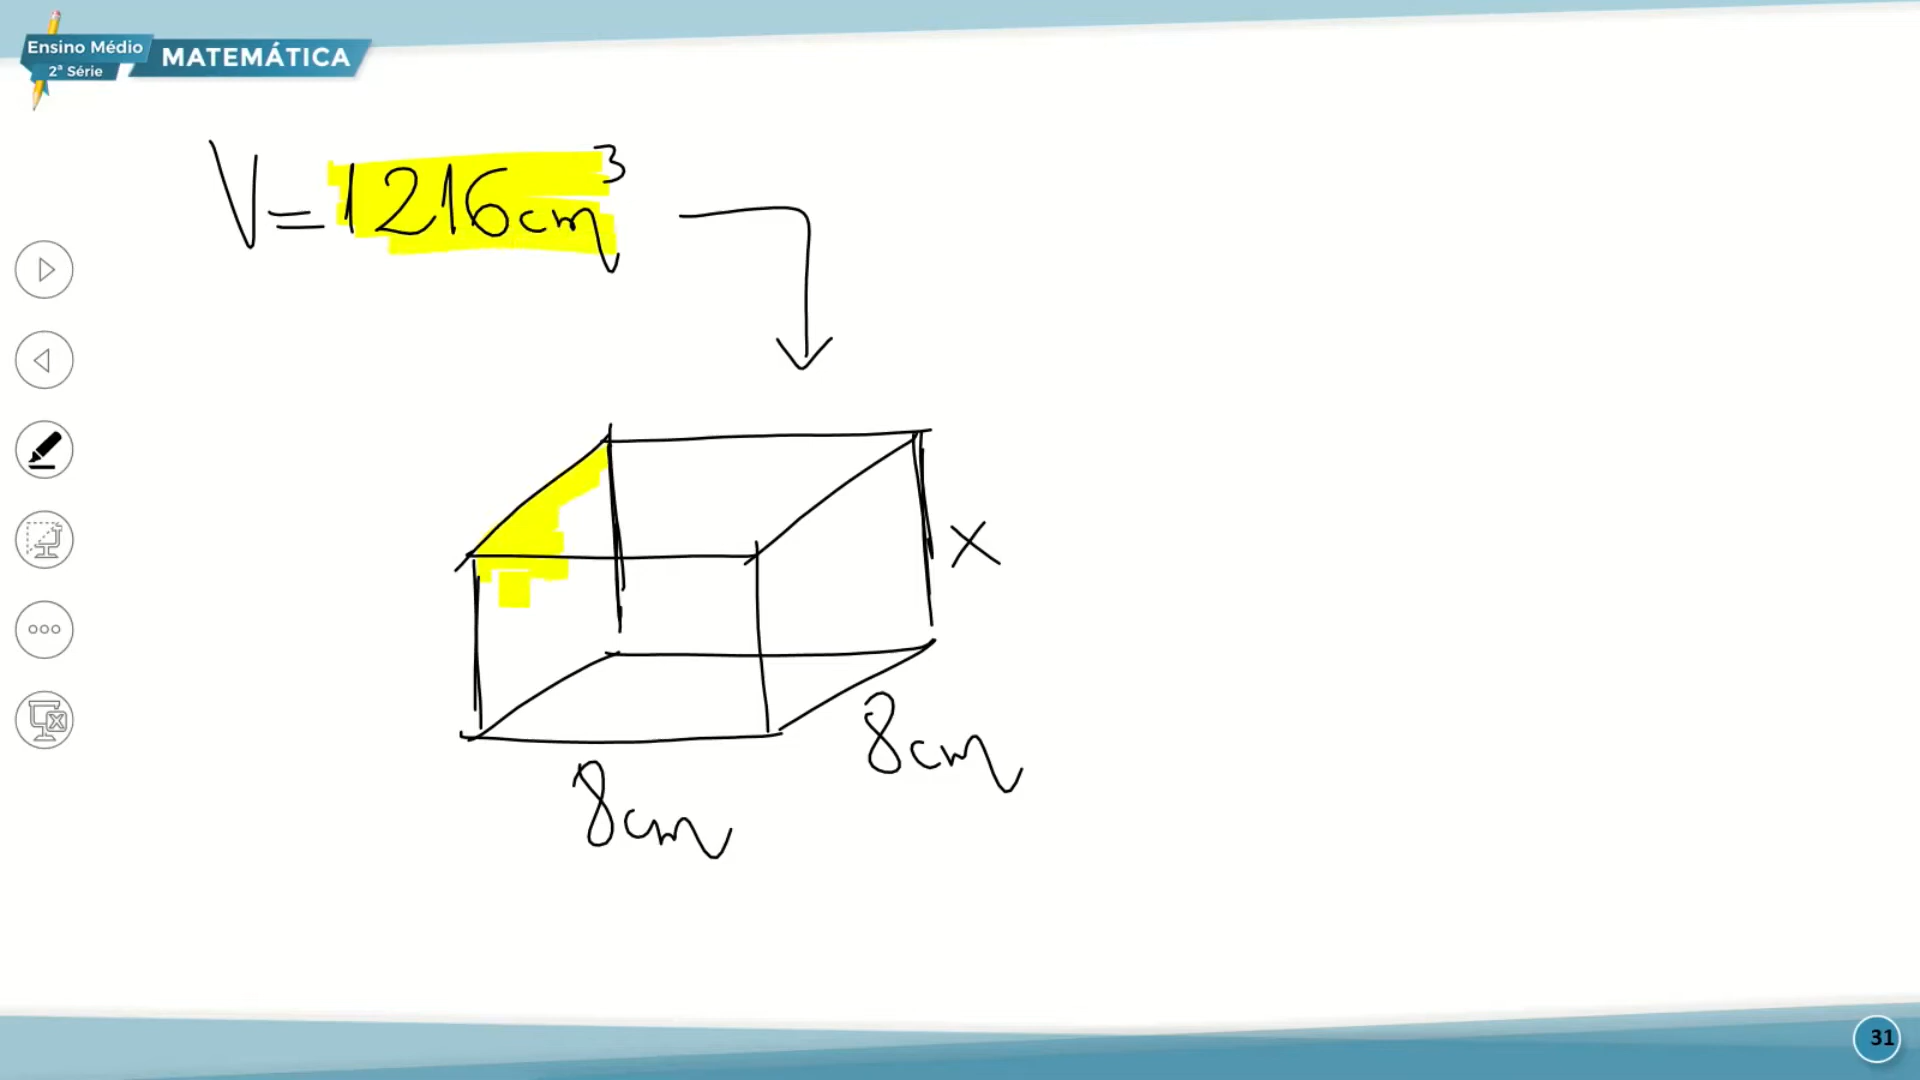 Ensino Médio
2ª Série
MATEMÁTICA
V=1216cm³
x
8cm
8cm
31